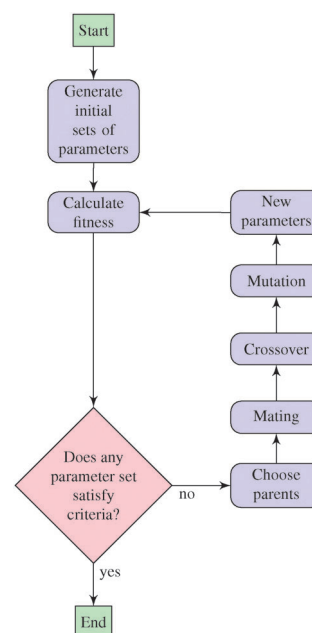 Start
Generate
initial
sets of
parameters
Calculate
fitness
New
parameters
Mutation
Crossover
Mating
Choose
parents
Does any
parameter set
satisfy
criteria?
no
yes
End